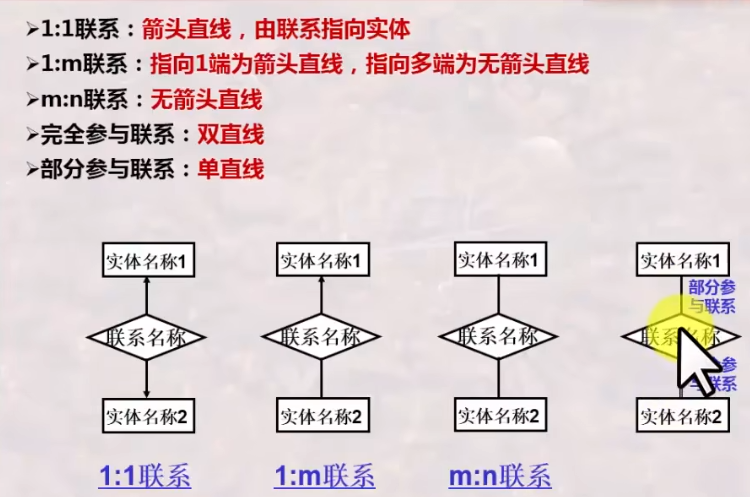 ➢1:1联系：箭头直线，由联系指向实体
➢1:m联系：指向1端为箭头直线，指向多端为无箭头直线
➢m:n联系：无箭头直线
➢完全参与联系：双直线
➢部分参与联系：单直线
实体名称1 实体名称1 实体名称1 实体名称1
部分参
与联系
联系名称 联系名称 联系名称 联系名称
参
联系
实体名称2 实体名称2 实体名称2 实体名称2
1:1联系 1:m联系 m:n联系